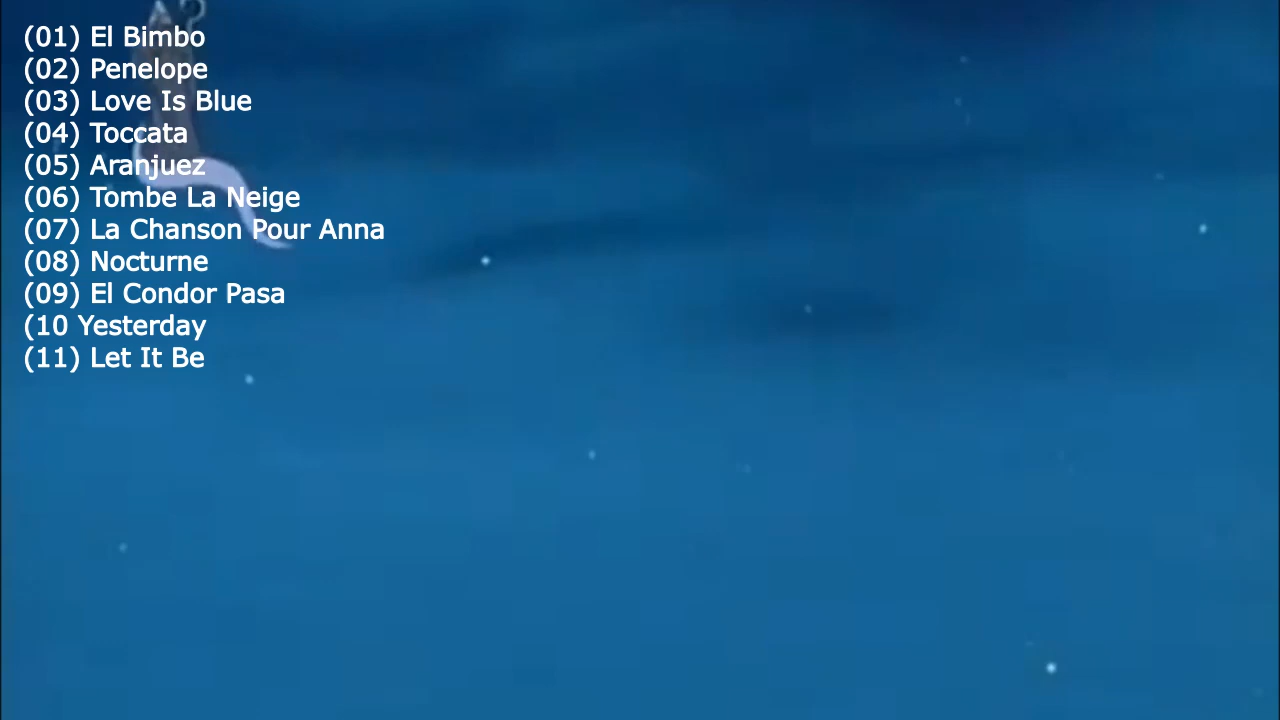 (01) El Bimbo
(02) Penelope
(03) Love Is Blue
(04) Toccata
(05) Aranjuez
(06) Tombe La Neige
(07) La Chanson Pour Anna
(08) Nocturne
(09) El Condor Pasa
(10 Yesterday
(11) Let It Be